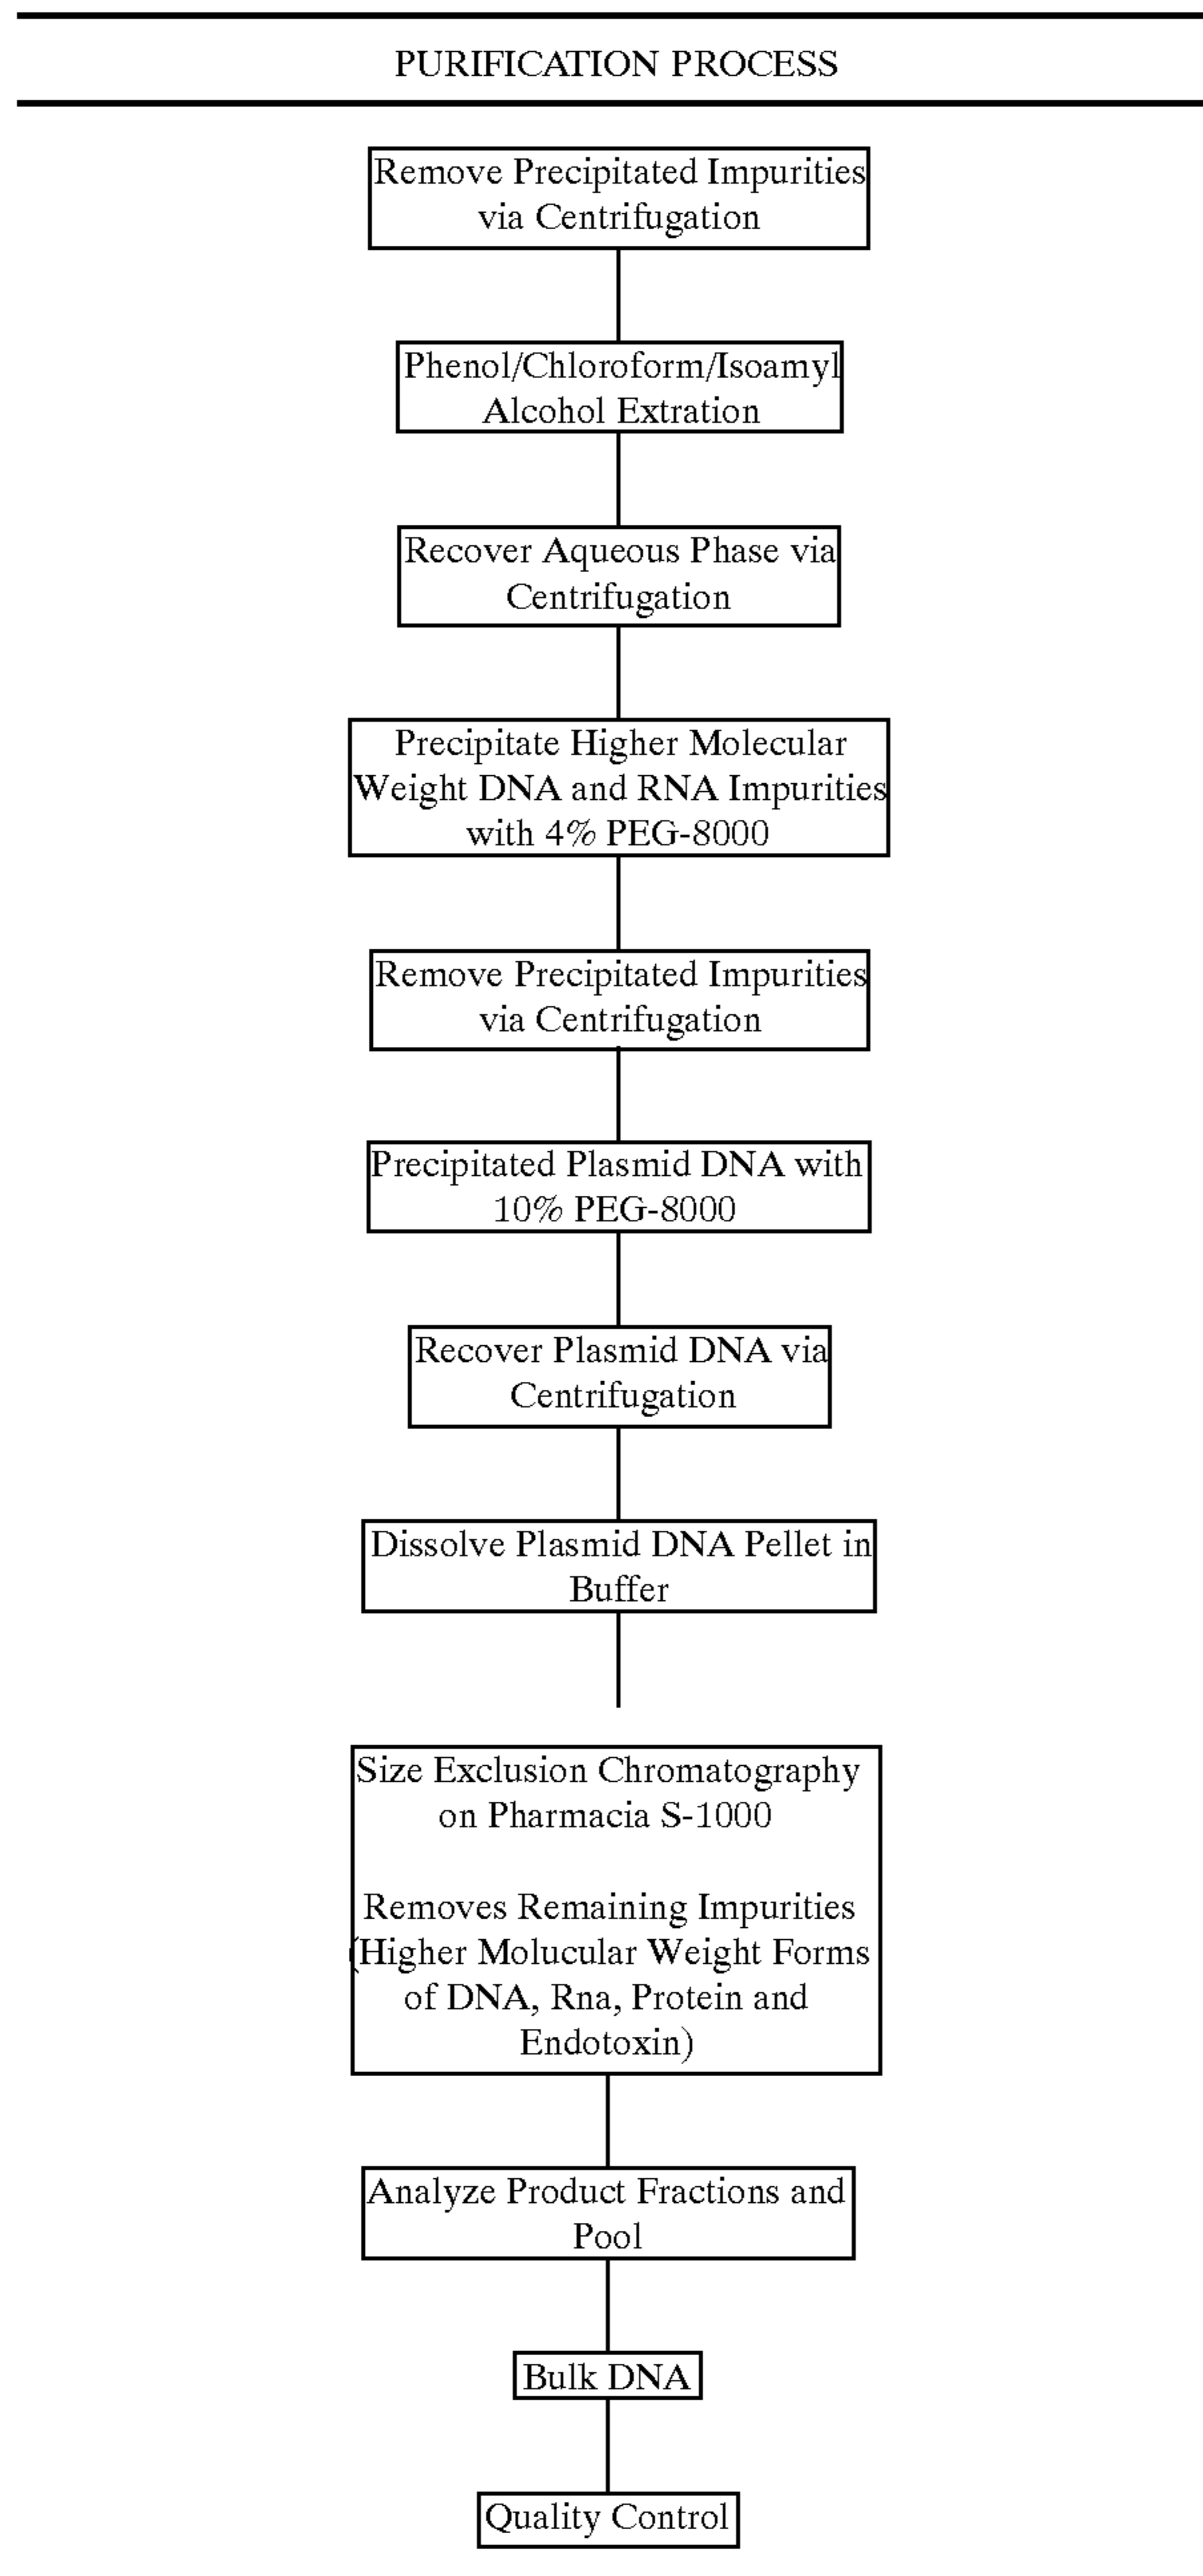 PURIFICATION PROCESS
Remove Precipitated Impurities
via Centrifugation
Phenol/Chloroform/Isoamyl
Alcohol Extration
Recover Aqueous Phase via
Centrifugation
Precipitate Higher Molecular
Weight DNA and RNA Impurities
with 4% PEG-8000
Remove Precipitated Impurities
via Centrifugation
Precipitated Plasmid DNA with
10% PEG-8000
Recover Plasmid DNA via
Centrifugation
Dissolve Plasmid DNA Pellet in
Buffer
Size Exclusion Chromatography
on Pharmacia S-1000
Removes Remaining Impurities
(Higher Molucular Weight Forms
of DNA, Rna, Protein and
Endotoxin)
Analyze Product Fractions and
Pool
Bulk DNA
Quality Control